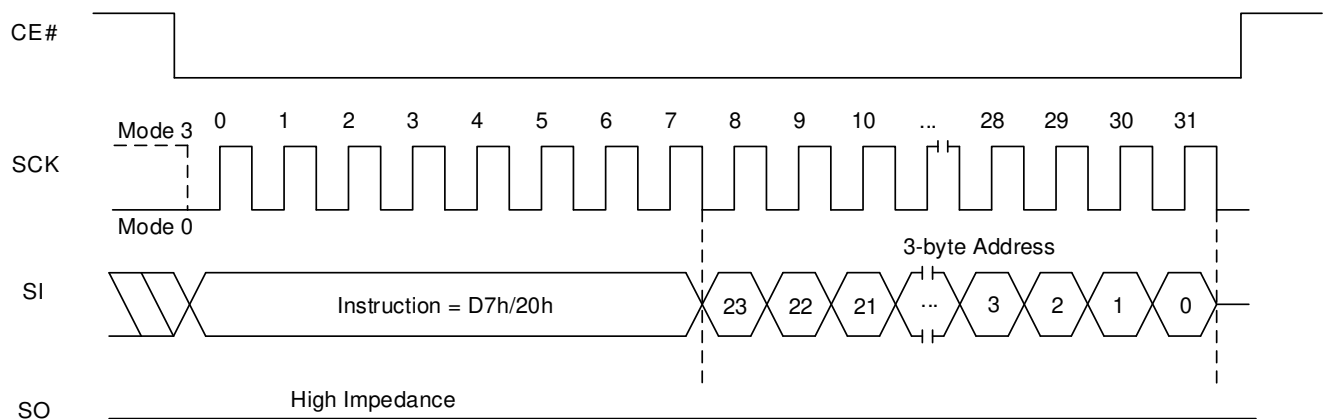 CE#
0 1 2 3 4 5 6 7 8 9 10 ... 28 29 30 31
Mode 3
SCK
Mode 0
3-byte Address
SI
Instruction = D7h/20h 23 22 21 ... 3 2 1 0
High Impedance
SO